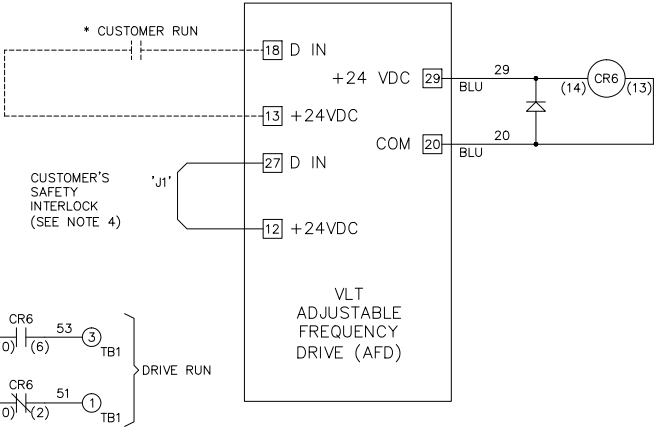 * CUSTOMER RUN
18 D IN
+24 VDC 29
29
BLU
(14) CR6 (13)
13 +24VDC
COM 20
20
BLU
27 D IN
'J1'
CUSTOMER'S
SAFETY
INTERLOCK
(SEE NOTE 4)
12 +24VDC
VLT
ADJUSTABLE
FREQUENCY
DRIVE (AFD)
CR6
0) (6) 53 3 TB1
DRIVE RUN
CR6
0) (2) 51 1 TB1